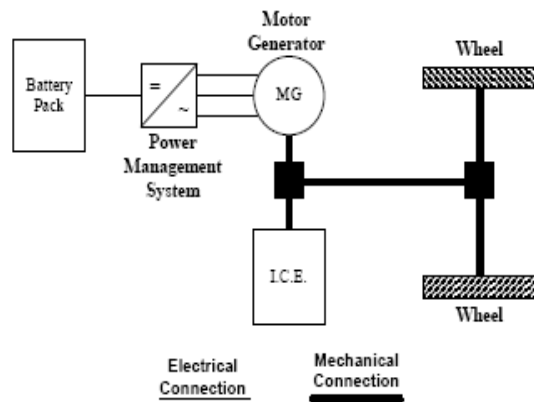 Motor
Generator
Wheel
Battery
Pack
=
~
MG
Power
Management
System
I.C.E.
Wheel
Electrical
Connection
Mechanical
Connection